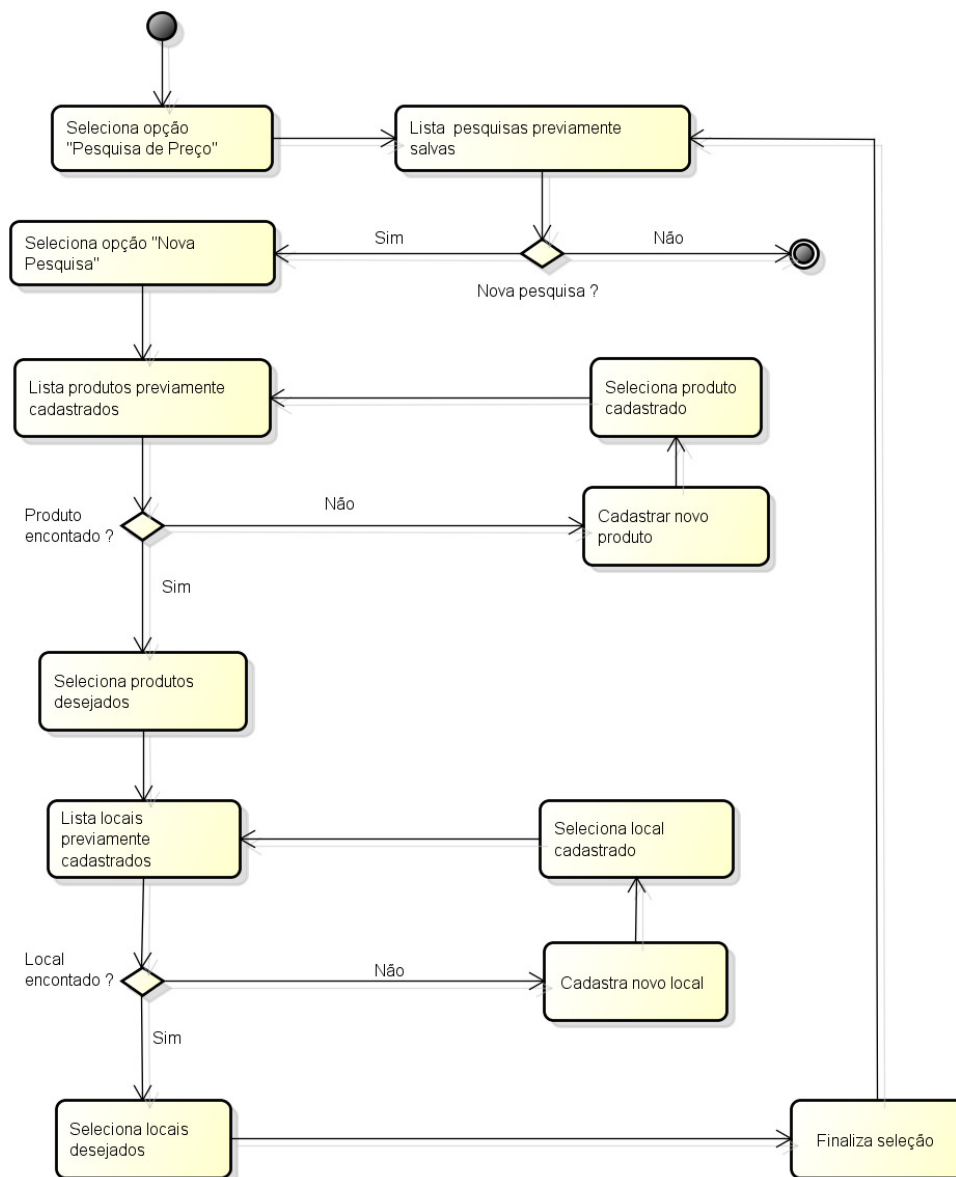 Seleciona opção
"Pesquisa de Preço"
Lista pesquisas previamente
salvas
Seleciona opção "Nova
Pesquisa"
Sim
Não
Nova pesquisa ?
Lista produtos previamente
cadastrados
Seleciona produto
cadastrado
Produto
encontado ?
Não
Cadastrar novo
produto
Sim
Seleciona produtos
desejados
Lista locais
previamente
cadastrados
Seleciona local
cadastrado
Local
encontado ?
Não
Cadastra novo local
Sim
Seleciona locais
desejados
Finaliza seleção